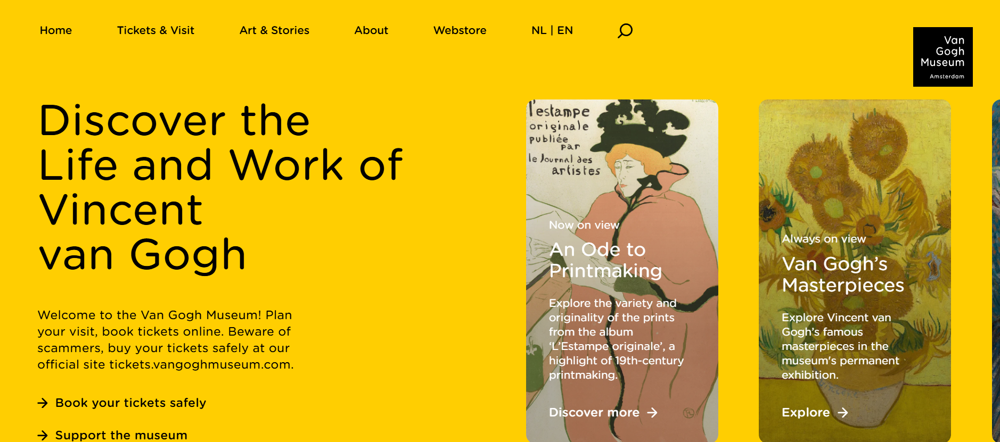 Home
Tickets & Visit
Art & Stories
About
Webstore
NL | EN
Van
Gogh
Museum
Amsterdam
Discover the
Life and Work of
Vincent
van Gogh
Welcome to the Van Gogh Museum! Plan
your visit, book tickets online. Beware of
scammers, buy your tickets safely at our
official site tickets.vangoghmuseum.com.
Book your tickets safely
Support the museum
l'estampe
originale
publiée
par
le Journal des
artistes
Now on view
An Ode to
Printmaking
Explore the variety and
originality of the prints
from the album
‘L’Estampe originale’, a
highlight of 19th-century
printmaking.
Discover more
Always on view
Van Gogh’s
Masterpieces
Explore Vincent van
Gogh’s famous
masterpieces in the
museum's permanent
exhibition.
Explore